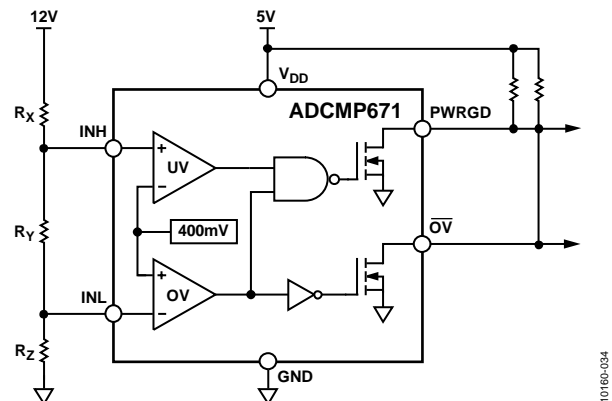 12V
5V
VDD
ADCMP671
RX
INH
PWRGD
+
UV
−
400mV
RY
OV
+
OV
−
INL
RZ
GND
10160-034